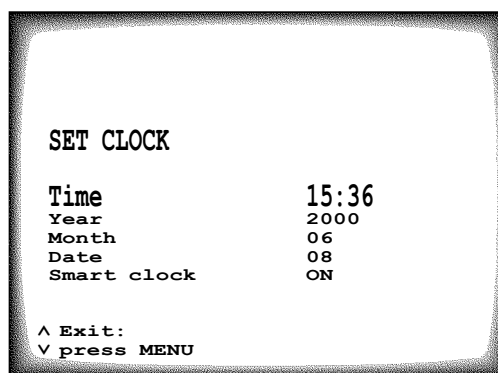 SET CLOCK
Time 15:36
Year 2000
Month 06
Date 08
Smart clock ON
^ Exit:
v press MENU